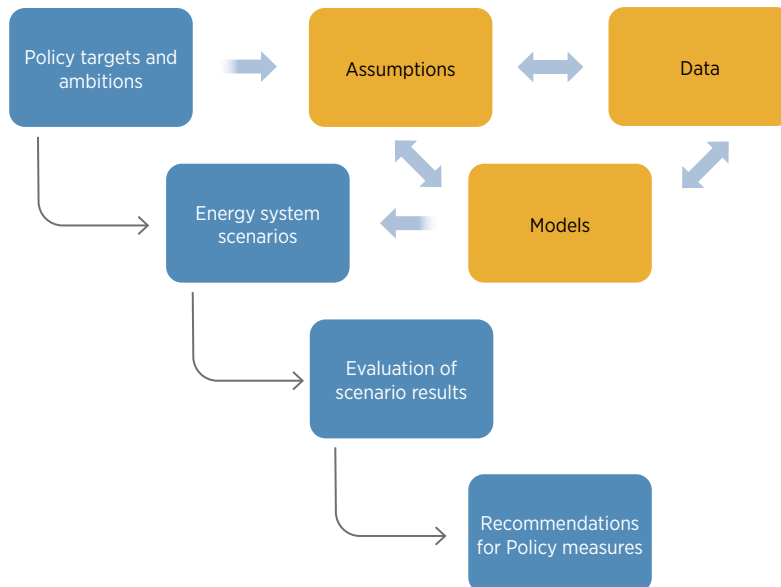 Policy targets and
ambitions
Assumptions
Data
Energy system
scenarios
Models
Evaluation of
scenario results
Recommendations
for Policy measures